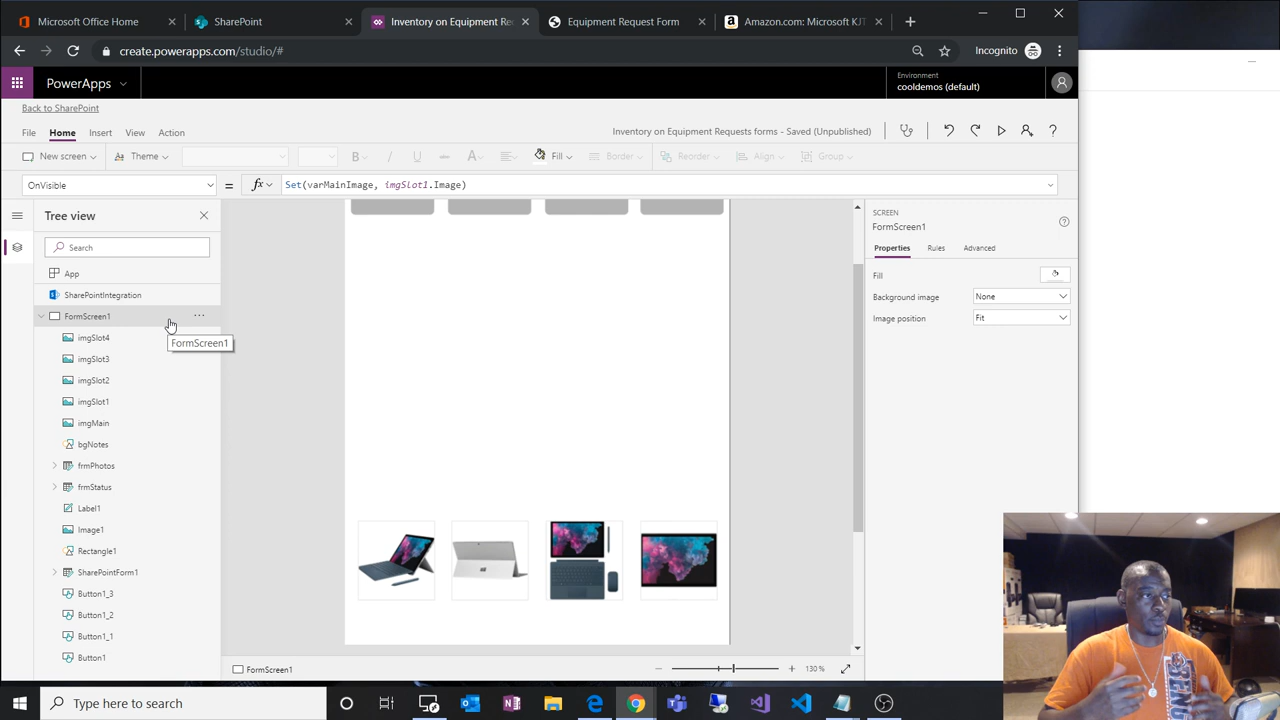 Microsoft Office Home
SharePoint
Inventory on Equipment Re
Equipment Request Form
Amazon.com: Microsoft KJT
create.powerapps.com/studio/#
Incognito
PowerApps
Environment
cooldemos (default)
Back to SharePoint
File Home Insert View Action
Inventory on Equipment Requests forms - Saved (Unpublished)
New screen Theme B / U abc A Fill Border Reorder Align Group
OnVisible = fx Set(varMainImage, imgSlot1.Image)
Tree view
Search
App
SharePointIntegration
FormScreen1
FormScreen1
imgSlot4
imgSlot3
imgSlot2
imgSlot1
imgMain
bgNotes
frmPhotos
frmStatus
Label1
Image1
Rectangle1
SharePointForm1
Button1_3
Button1_2
Button1_1
Button1
SCREEN
FormScreen1
Properties Rules Advanced
Fill
Background image None
Image position Fit
FormScreen1
130 %
Type here to search